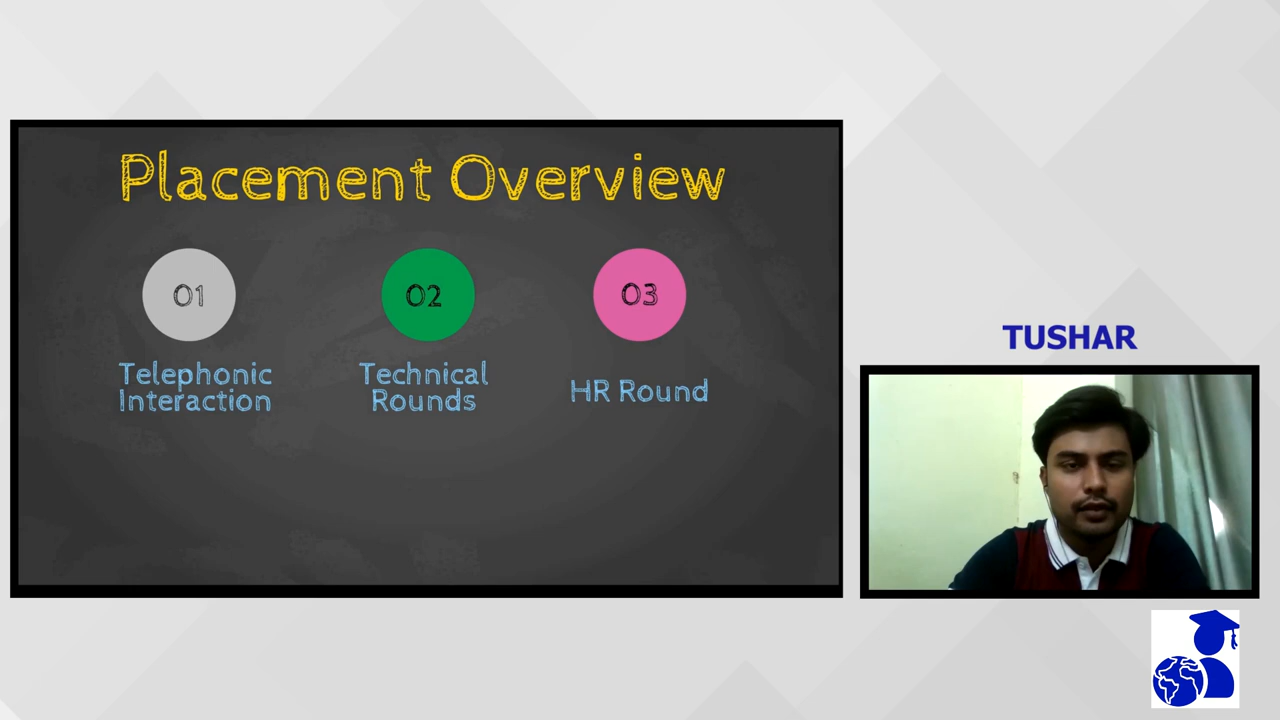 Placement Overview
01
02
03
Telephonic
Interaction
Technical
Rounds
HR Round
TUSHAR